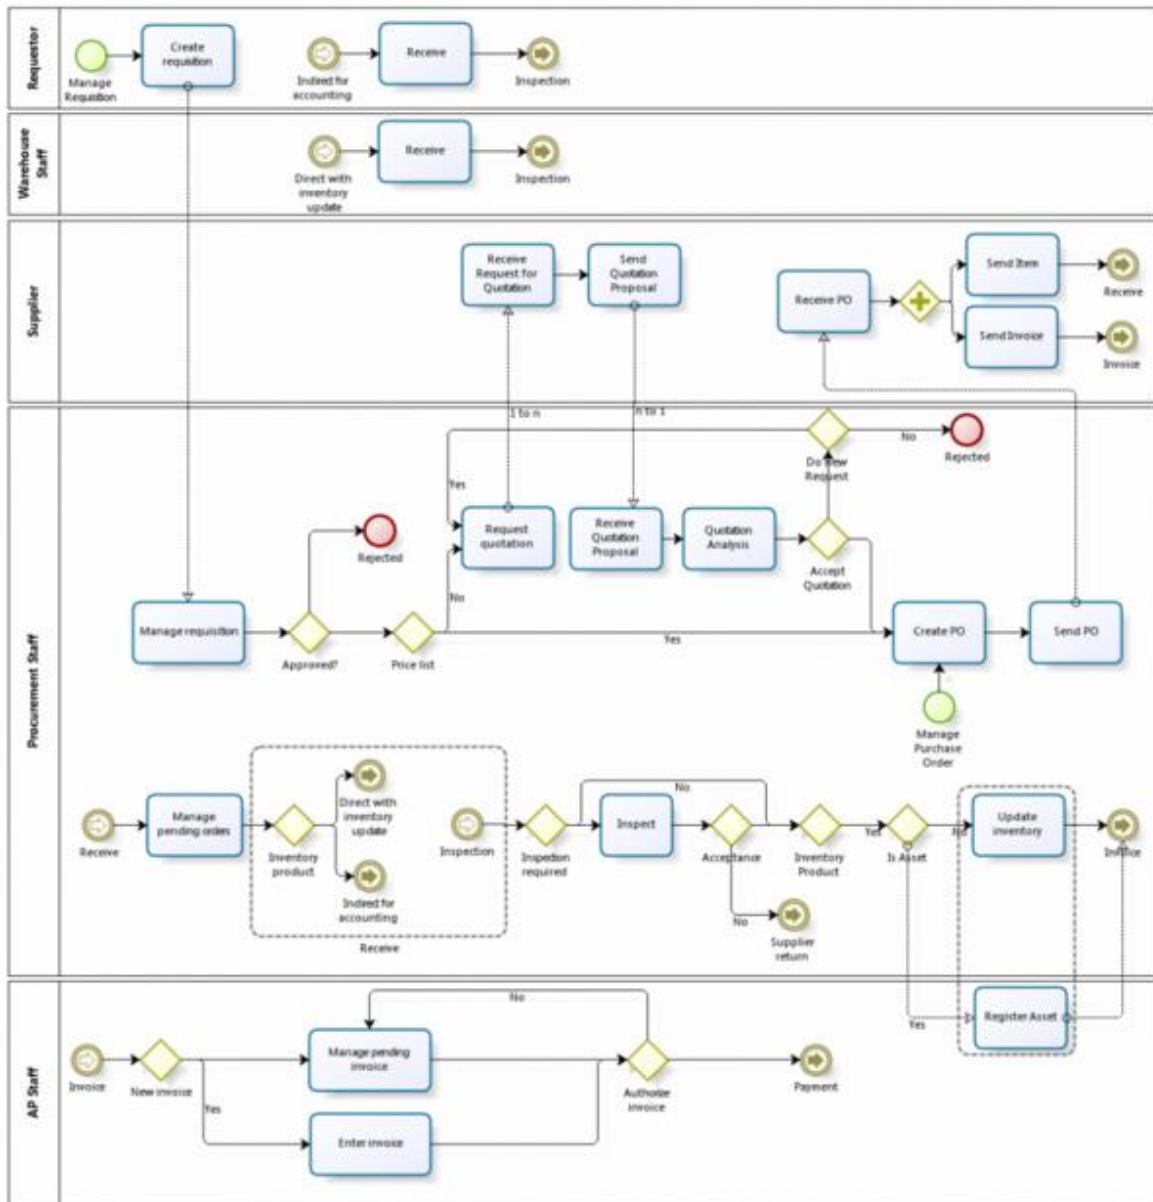 Requestor
Manage
Requisition
Create
requisition
Indirect for
accounting
Receive
Inspection
Warehouse
Staff
Direct with
inventory
update
Receive
Inspection
Supplier
Receive
Request for
Quotation
Send
Quotation
Proposal
Receive PO
Send Item
Receive
Send Invoice
Invoice
Procurement Staff
1 to n
n to 1
Do New
Request
No
Rejected
Yes
Rejected
Request
quotation
Receive
Quotation
Proposal
Quotation
Analysis
Accept
Quotation
No
Manage requisition
Approved?
Price list
Yes
Create PO
Send PO
Manage
Purchase
Order
Receive
Manage
pending orders
Inventory
product
Direct with
inventory
update
Indirect for
accounting
Receive
Inspection
Inspection
required
No
Inspect
Acceptance
No
Supplier
return
Inventory
Product
Yes
Is Asset
No
Update
inventory
Invoice
Yes
Register Asset
AP Staff
Invoice
New invoice
Yes
No
Manage pending
invoice
Enter invoice
Authorize
invoice
Payment